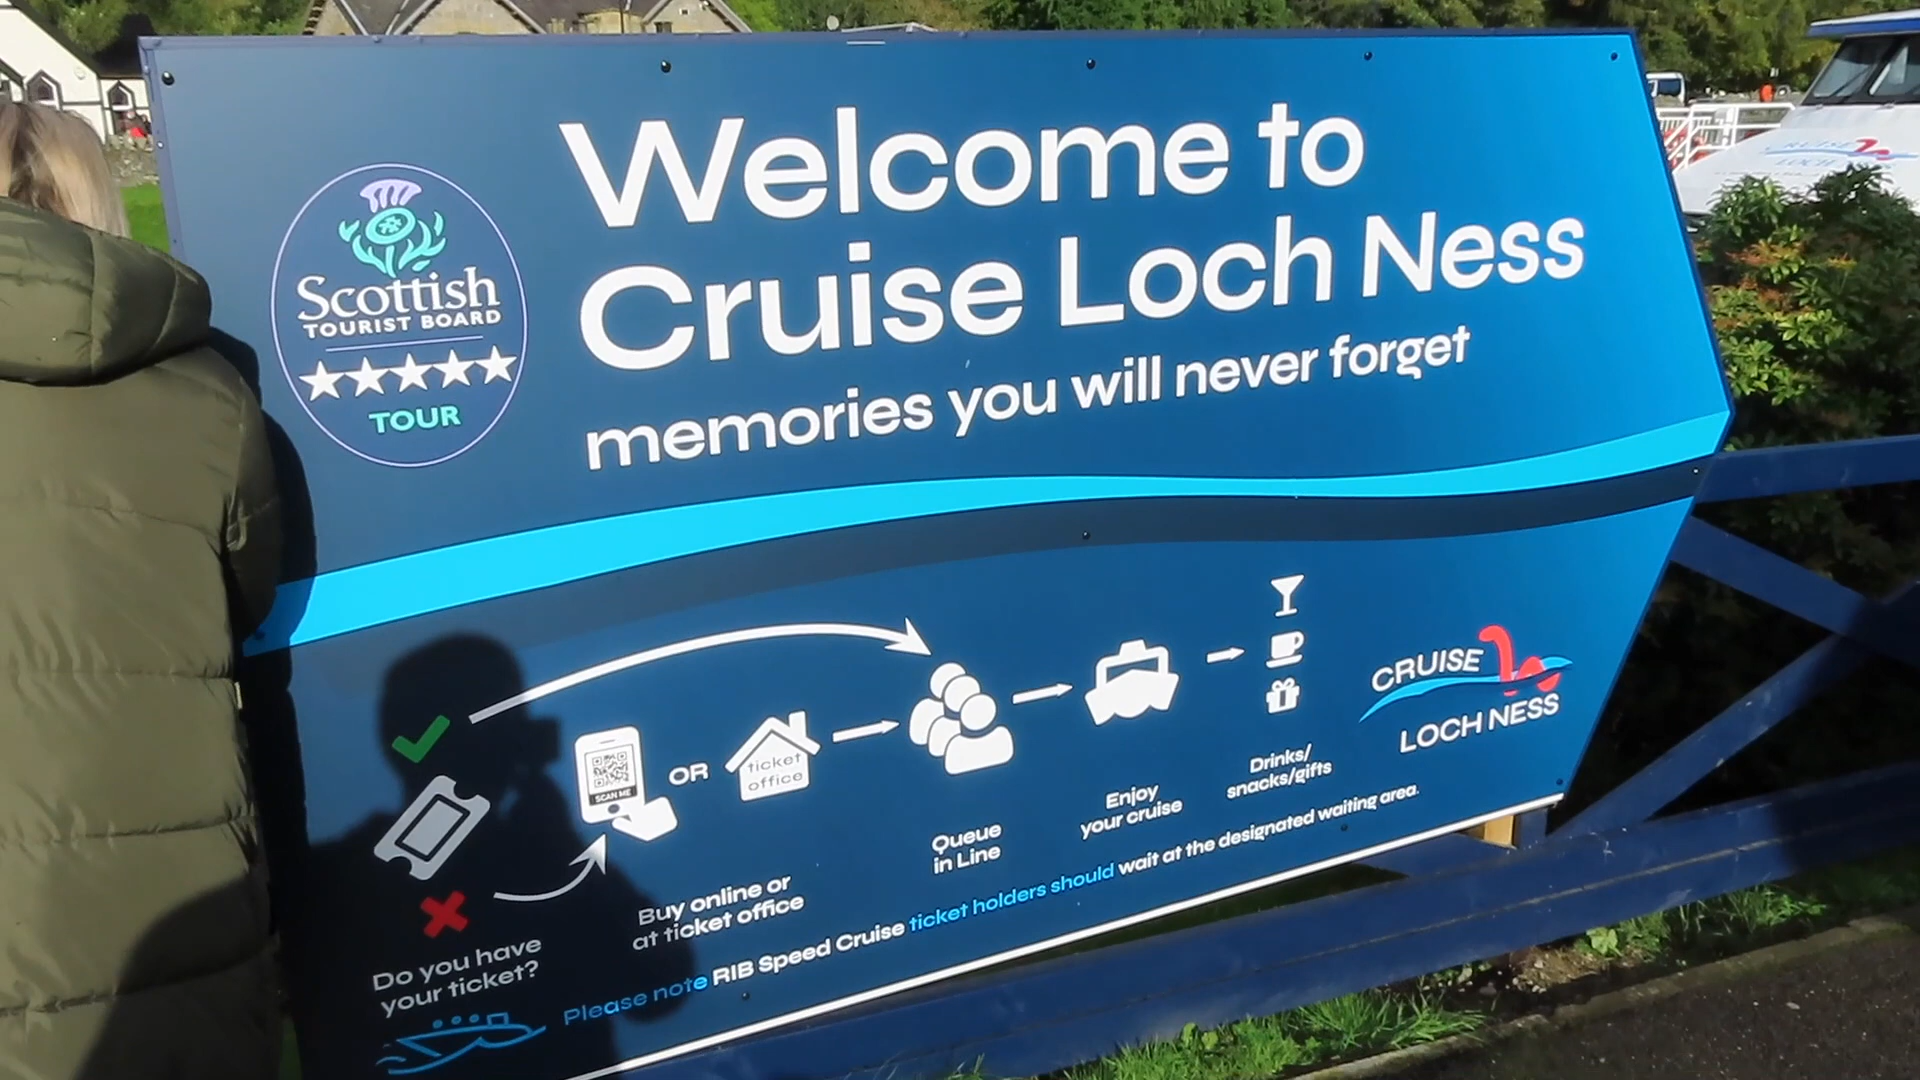 Welcome to
Cruise Loch Ness
memories you will never forget
Scottish
TOURIST BOARD
TOUR
SCAN ME
OR
ticket
office
Do you have
your ticket?
Buy online or
at ticket office
Queue
in Line
Enjoy
your cruise
Drinks/
snacks/gifts
CRUISE
LOCH NESS
Please note RIB Speed Cruise ticket holders should wait at the designated waiting area.
CRUISE
LOCH